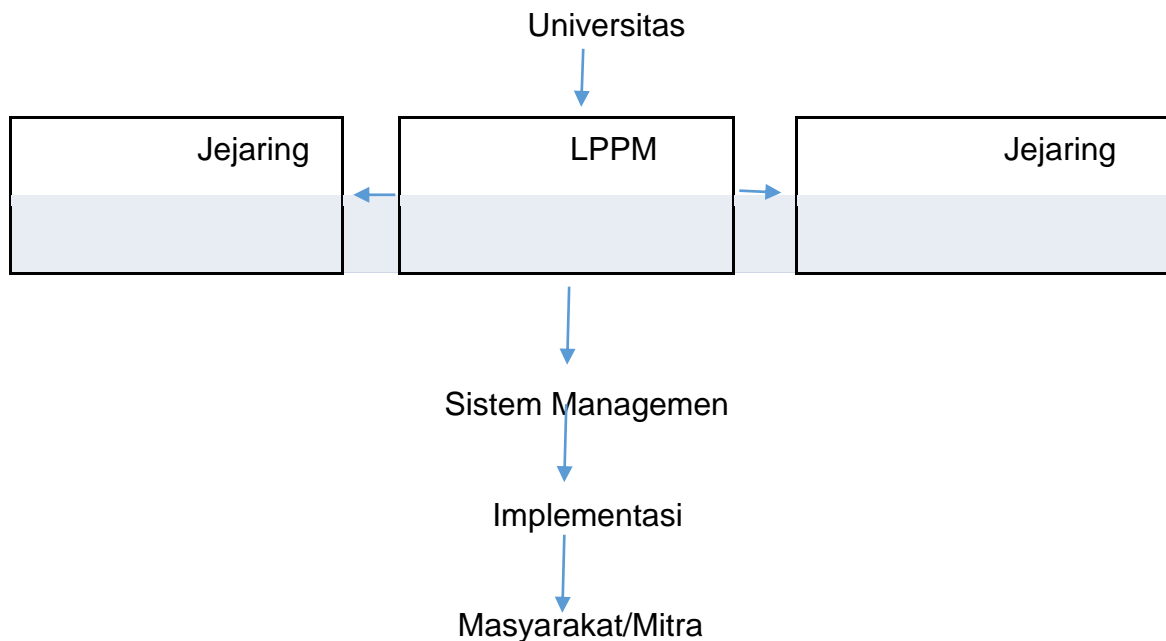 Universitas
Jejaring LPPM Jejaring
Sistem Managemen
Implementasi
Masyarakat/Mitra